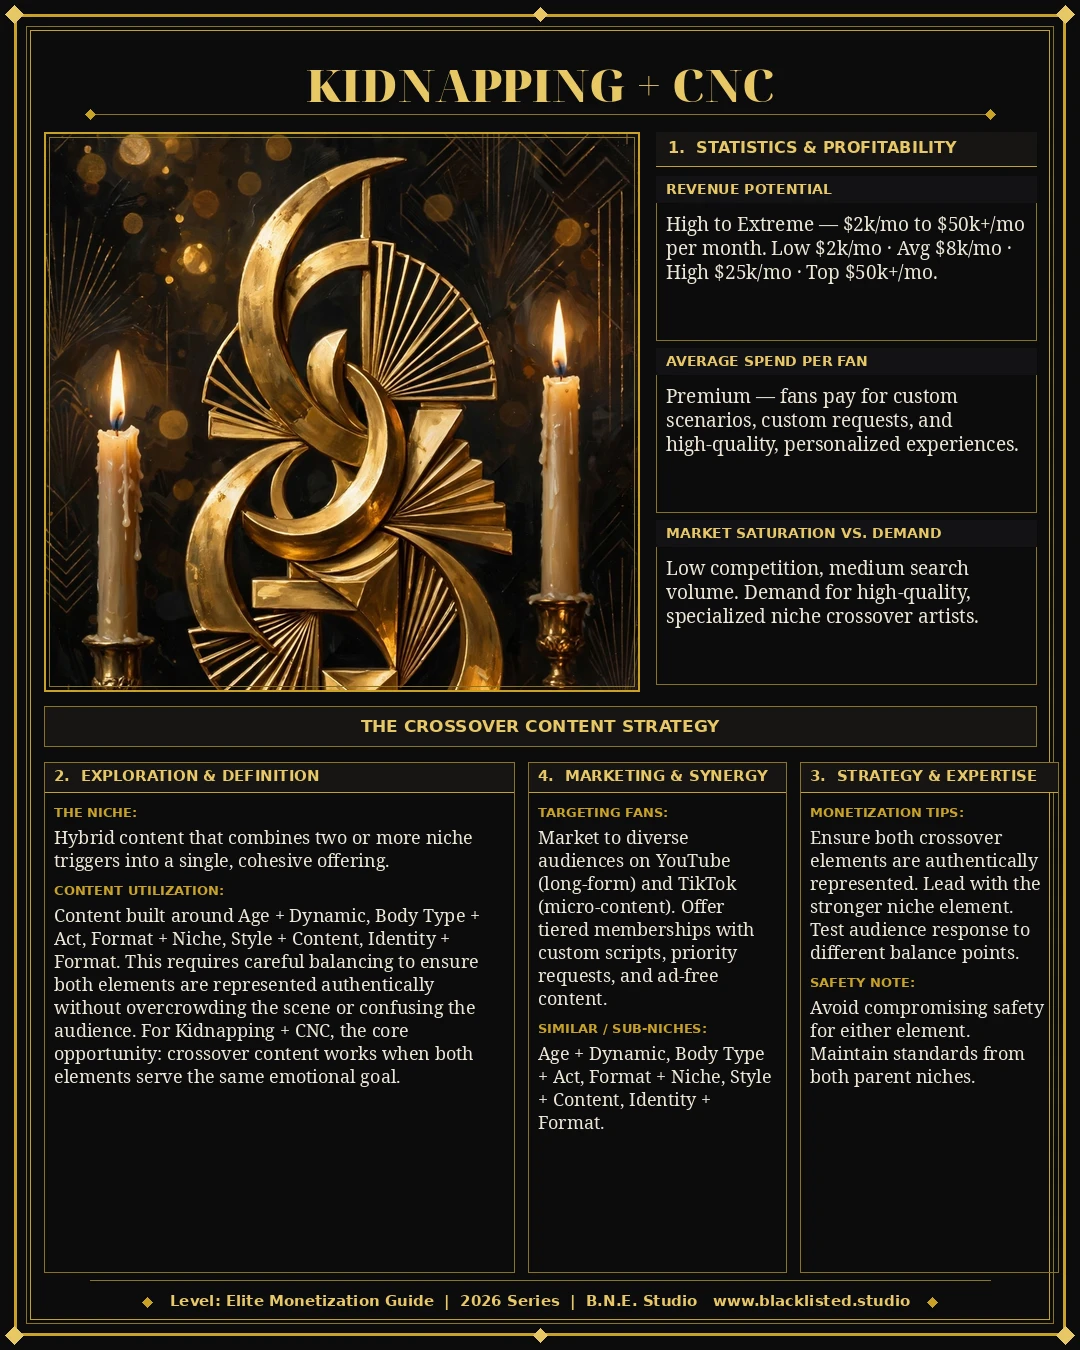 KIDNAPPING + CNC
1. STATISTICS & PROFITABILITY
REVENUE POTENTIAL
High to Extreme — $2k/mo to $50k+/mo
per month. Low $2k/mo · Avg $8k/mo ·
High $25k/mo · Top $50k+/mo.
AVERAGE SPEND PER FAN
Premium — fans pay for custom
scenarios, custom requests, and
high-quality, personalized experiences.
MARKET SATURATION VS. DEMAND
Low competition, medium search
volume. Demand for high-quality,
specialized niche crossover artists.
THE CROSSOVER CONTENT STRATEGY
2. EXPLORATION & DEFINITION
THE NICHE:
Hybrid content that combines two or more niche
triggers into a single, cohesive offering.
CONTENT UTILIZATION:
Content built around Age + Dynamic, Body Type +
Act, Format + Niche, Style + Content, Identity +
Format. This requires careful balancing to ensure
both elements are represented authentically
without overcrowding the scene or confusing the
audience. For Kidnapping + CNC, the core
opportunity: crossover content works when both
elements serve the same emotional goal.
4. MARKETING & SYNERGY
TARGETING FANS:
Market to diverse
audiences on YouTube
(long-form) and TikTok
(micro-content). Offer
tiered memberships with
custom scripts, priority
requests, and ad-free
content.
SIMILAR / SUB-NICHES:
Age + Dynamic, Body Type
+ Act, Format + Niche, Style
+ Content, Identity +
Format.
3. STRATEGY & EXPERTISE
MONETIZATION TIPS:
Ensure both crossover
elements are authentically
represented. Lead with the
stronger niche element.
Test audience response to
different balance points.
SAFETY NOTE:
Avoid compromising safety
for either element.
Maintain standards from
both parent niches.
Level: Elite Monetization Guide | 2026 Series | B.N.E. Studio www.blacklisted.studio